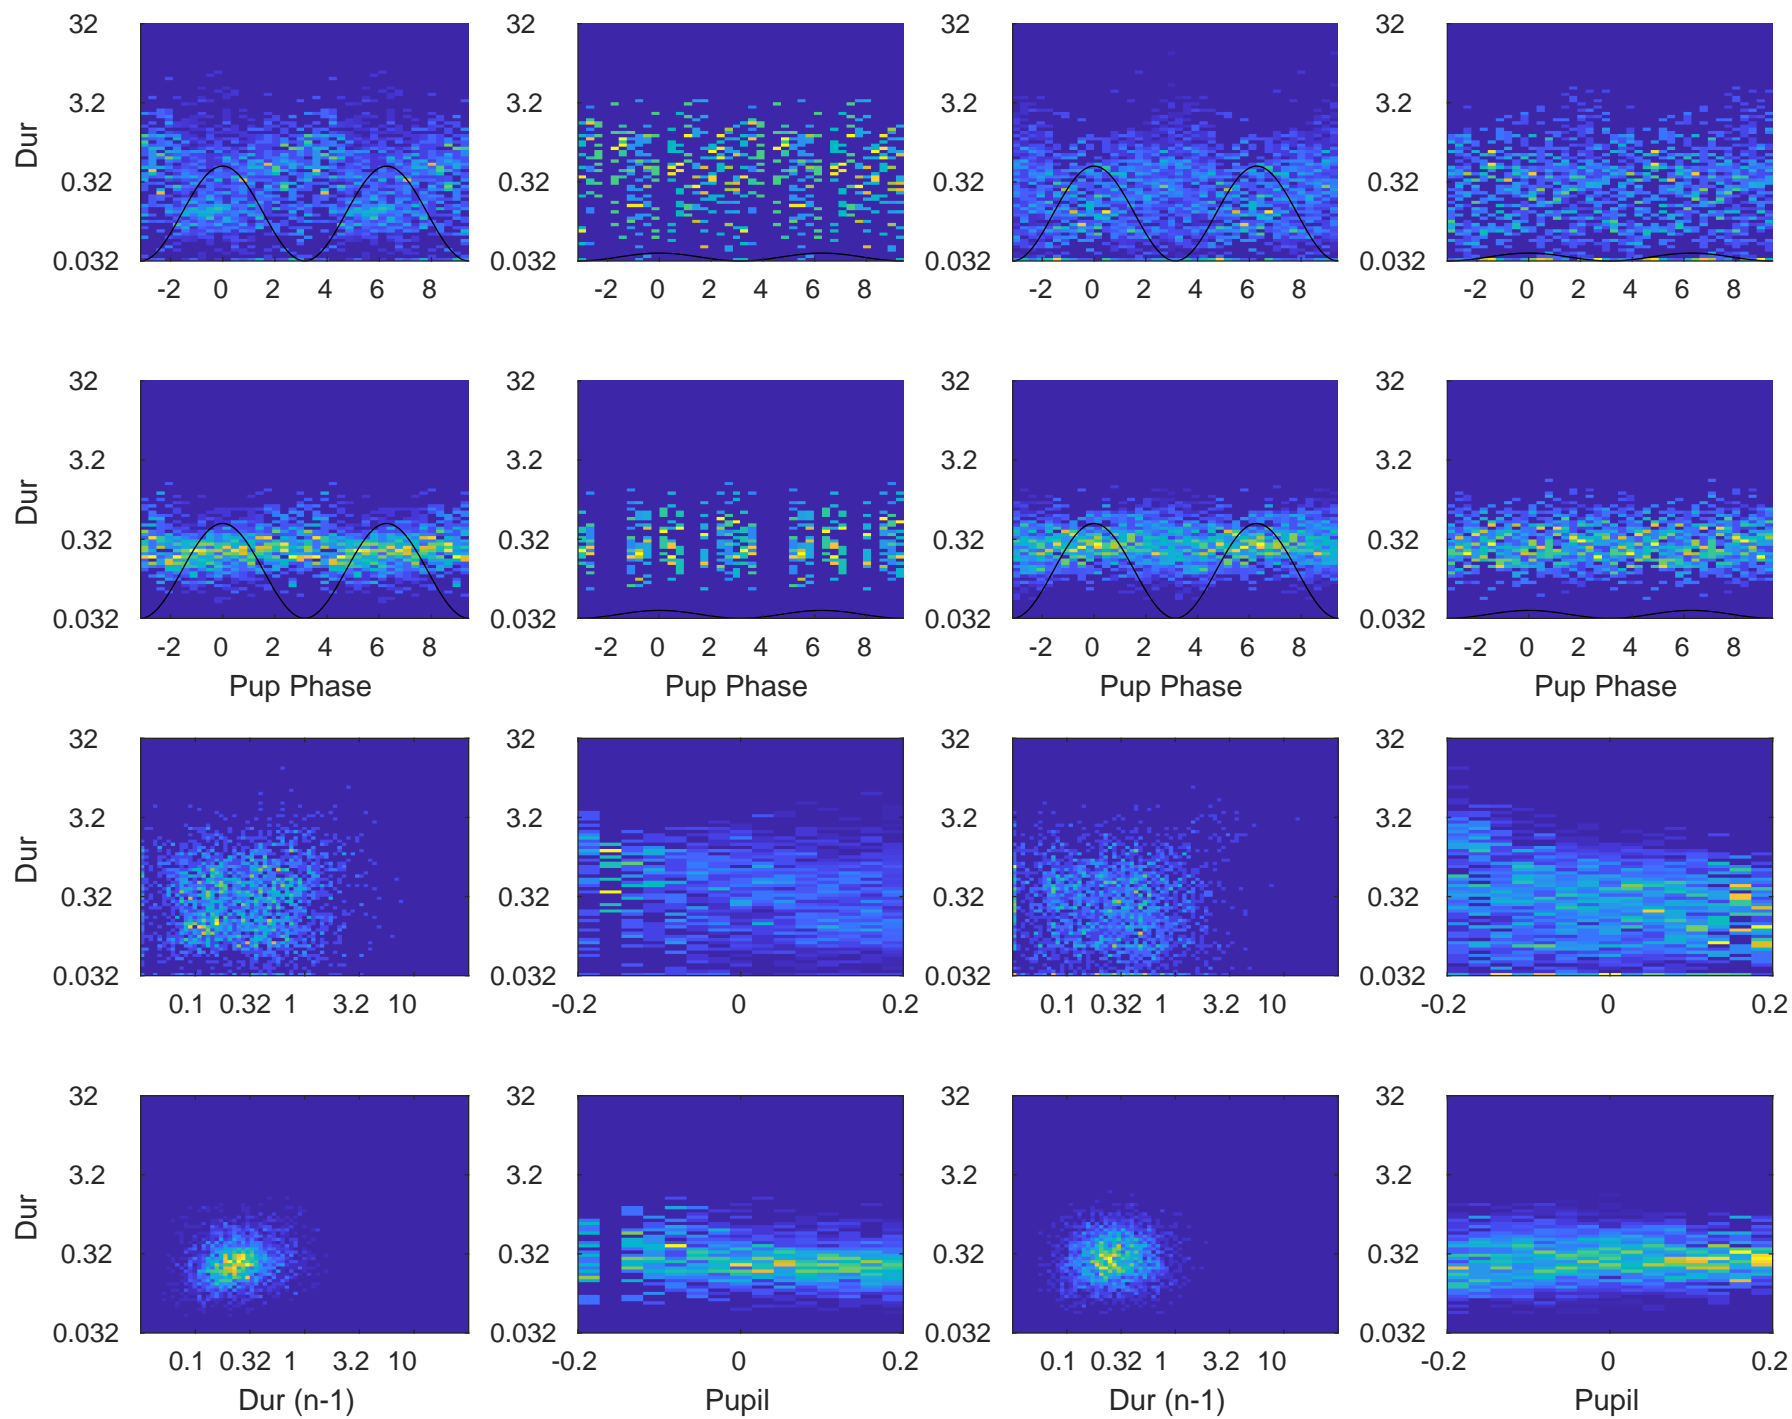 32 32 32 32
Dur 3.2 3.2 3.2 3.2
0.32 0.32 0.32 0.32
0.032 0.032 0.032 0.032
-2 0 2 4 6 8 -2 0 2 4 6 8 -2 0 2 4 6 8 -2 0 2 4 6 8
32 32 32 32
Dur 3.2 3.2 3.2 3.2
0.32 0.32 0.32 0.32
0.032 0.032 0.032 0.032
-2 0 2 4 6 8 -2 0 2 4 6 8 -2 0 2 4 6 8 -2 0 2 4 6 8
Pup Phase Pup Phase Pup Phase Pup Phase
32 32 32 32
3.2 3.2 3.2 3.2
Dur 0.32 0.32 0.32 0.32
0.032 0.032 0.032 0.032
0.1 0.32 1 3.2 10 -0.2 0 0.2 0.1 0.32 1 3.2 10 -0.2 0 0.2
32 32 32 32
3.2 3.2 3.2 3.2
Dur 0.32 0.32 0.32 0.32
0.032 0.032 0.032 0.032
0.1 0.32 1 3.2 10 -0.2 0 0.2 0.1 0.32 1 3.2 10 -0.2 0 0.2
Dur (n-1) Pupil Dur (n-1) Pupil